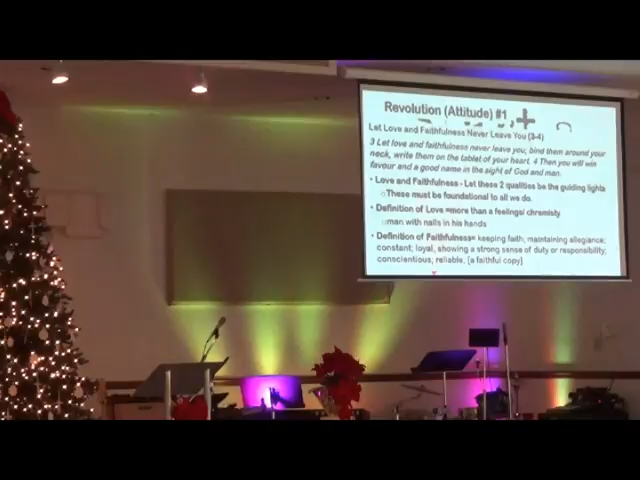 Revolution (Attitude) #1
Let Love and Faithfulness Never Leave You (3-4)
3 Let love and faithfulness never leave you; bind them around your
neck, write them on the tablet of your heart. 4 Then you will win
favour and a good name in the sight of God and man.
• Love and Faithfulness - Let these 2 qualities be the guiding lights
○These must be foundational to all we do.
• Definition of Love =more than a feelings/ chremisty
○man with nails in his hands
• Definition of Faithfulness= keeping faith; maintaining allegiance;
constant; loyal, showing a strong sense of duty or responsibility;
conscientious; reliable; [a faithful copy]